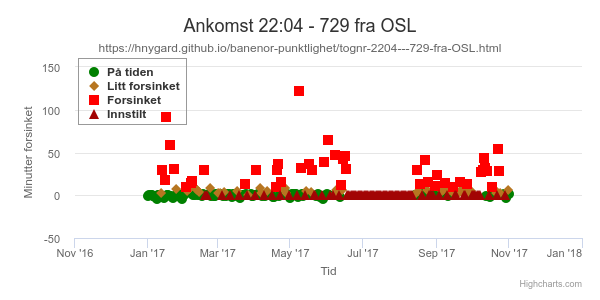 Ankomst 22:04 - 729 fra OSL
https://hnygard.github.io/banenor-punktlighet/tognr-2204---729-fra-OSL.html
På tiden
Litt forsinket
Forsinket
Innstilt
Minutter forsinket
150
100
50
0
-50
Nov '16
Jan '17
Mar '17
May '17
Jul '17
Sep '17
Nov '17
Jan '18
Tid
Highcharts.com